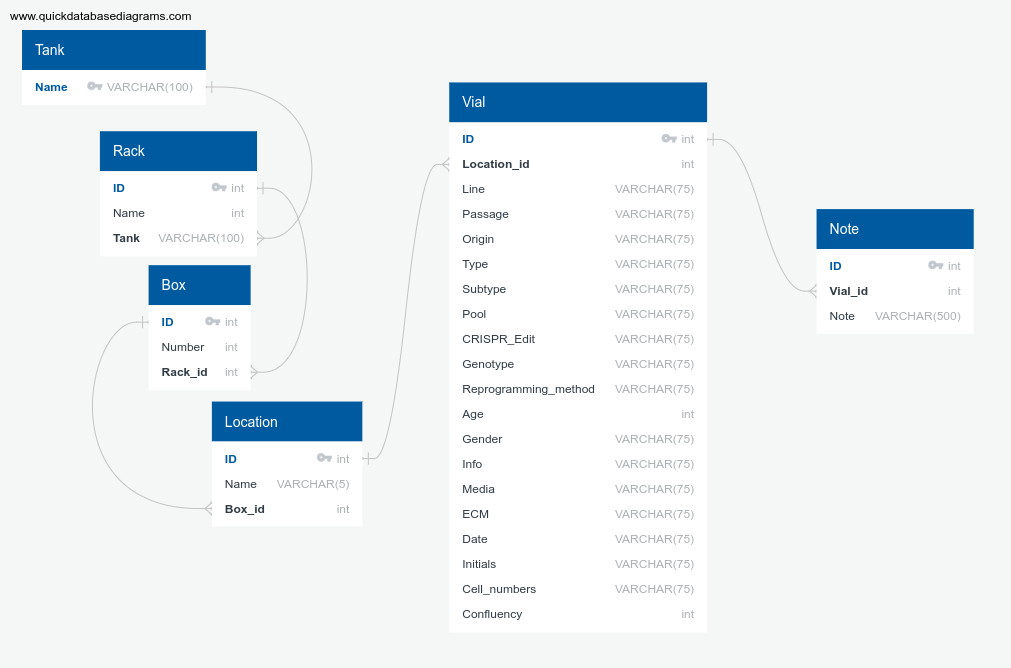 www.quickdatabasediagrams.com
Tank
Name VARCHAR(100)
Rack
ID int
Name int
Tank VARCHAR(100)
Box
ID int
Number int
Rack_id int
Location
ID int
Name VARCHAR(5)
Box_id int
Vial
ID int
Location_id int
Line VARCHAR(75)
Passage VARCHAR(75)
Origin VARCHAR(75)
Type VARCHAR(75)
Subtype VARCHAR(75)
Pool VARCHAR(75)
CRISPR_Edit VARCHAR(75)
Genotype VARCHAR(75)
Reprogramming_method VARCHAR(75)
Age int
Gender VARCHAR(75)
Info VARCHAR(75)
Media VARCHAR(75)
ECM VARCHAR(75)
Date VARCHAR(75)
Initials VARCHAR(75)
Cell_numbers VARCHAR(75)
Confluency int
Note
ID int
Vial_id int
Note VARCHAR(500)